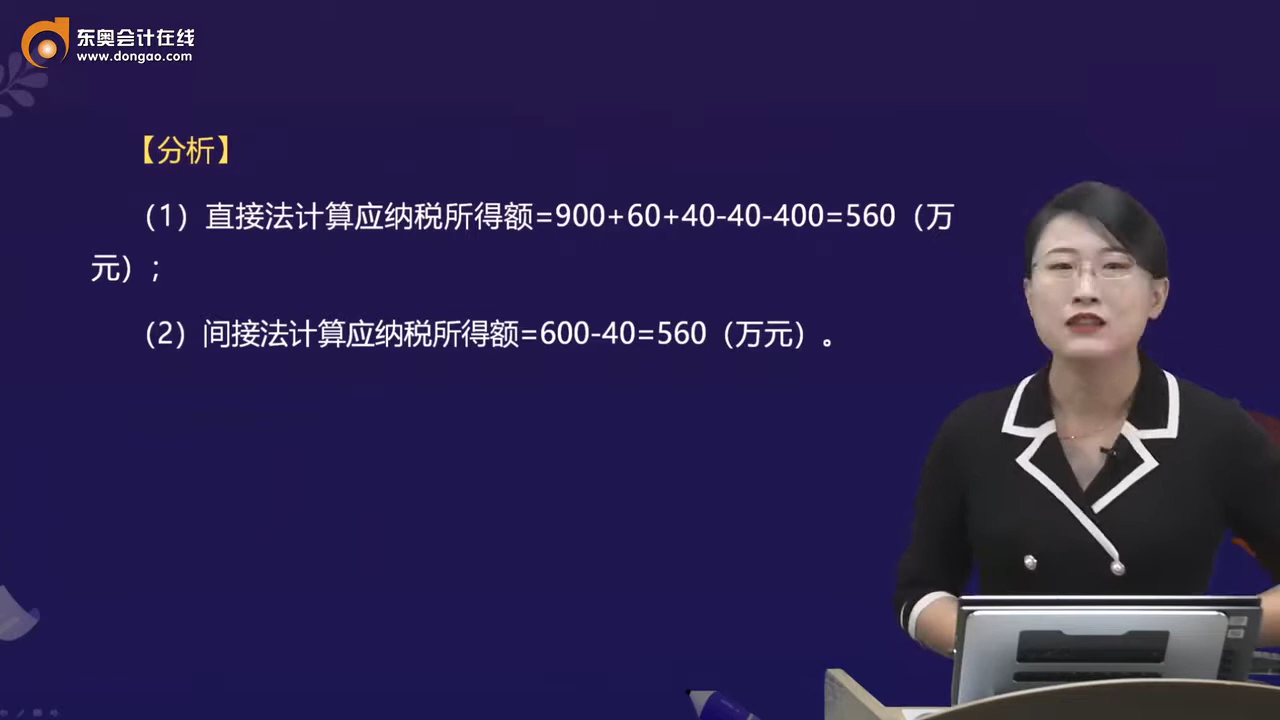 东奥会计在线
www.dongao.com
【分析】
（1）直接法计算应纳税所得额=900+60+40-40-400=560（万
元）；
（2）间接法计算应纳税所得额=600-40=560（万元）。